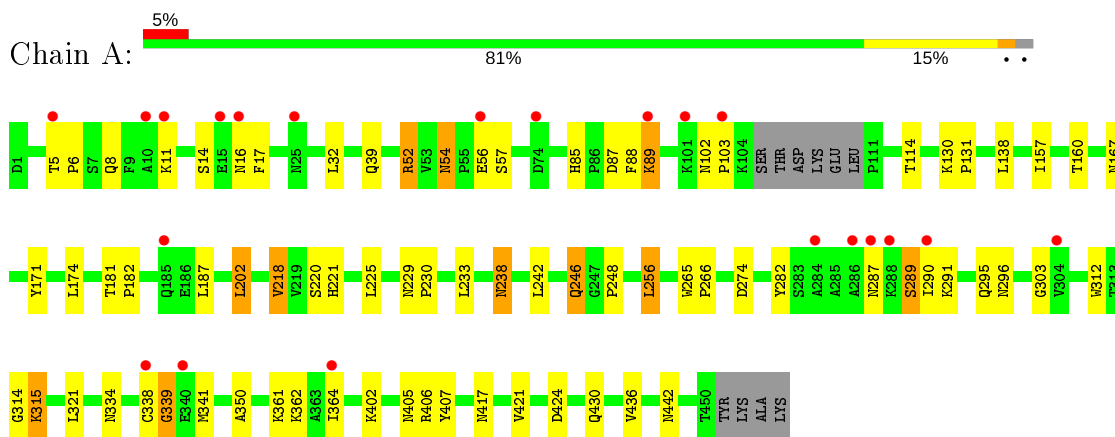 5%
Chain A:
81% 15% • •
D1 T5 P6 S7 Q8 F9 A10 K11 S14 E15 N16 F17 N25 L32 Q39 R52 V53 N54 P55 E56 S57 D74 H85 P86 D87 F88 K89 K101 N102 P103 K104 SER THR ASP LYS GLU LEU P111 T114 K130 P131 L138 I157 T160 N167
Y171 L174 T181 P182 Q185 E186 L187 L202 V218 V219 S220 H221 L225 N229 P230 L233 N238 L242 Q246 G247 P248 L256 W265 P266 D274 Y282 S283 A284 A285 A286 N287 K288 S289 I290 K291 Q295 N296 G303 V304 W312 T313
G314 K315 L321 N334 C338 G339 E340 M341 A350 K361 K362 A363 I364 K402 N405 R406 Y407 N417 V421 D424 Q430 V436 N442 T450 TYR LYS ALA LYS